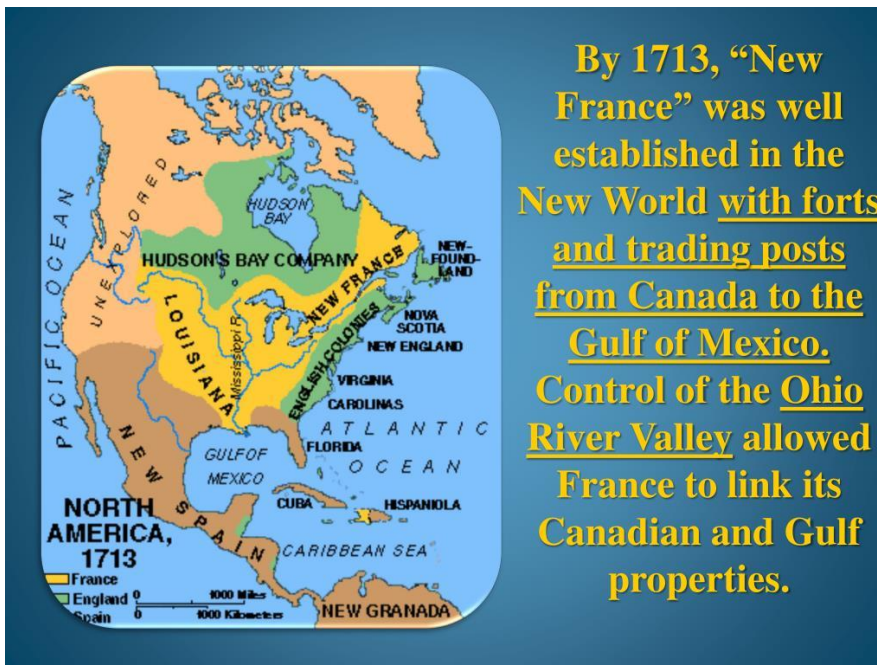 By 1713, “New
France” was well
established in the
New World with forts
and trading posts
from Canada to the
Gulf of Mexico.
Control of the Ohio
River Valley allowed
France to link its
Canadian and Gulf
properties.
PACIFIC OCEAN
UNEXPLORED
HUDSON
BAY
HUDSON'S BAY COMPANY
NEW FRANCE
NEW-
FOUND-
LAND
NOVA
SCOTIA
NEW ENGLAND
LOUISIANA
Mississippi R.
ENGLISH COLONIES
VIRGINIA
CAROLINAS
ATLANTIC
OCEAN
FLORIDA
GULF OF
MEXICO
NEW SPAIN
CUBA
HISPANIOLA
CARIBBEAN SEA
NEW GRANADA
NORTH
AMERICA,
1713
France
England
Spain
0 1000 Miles
0 1000 Kilometers